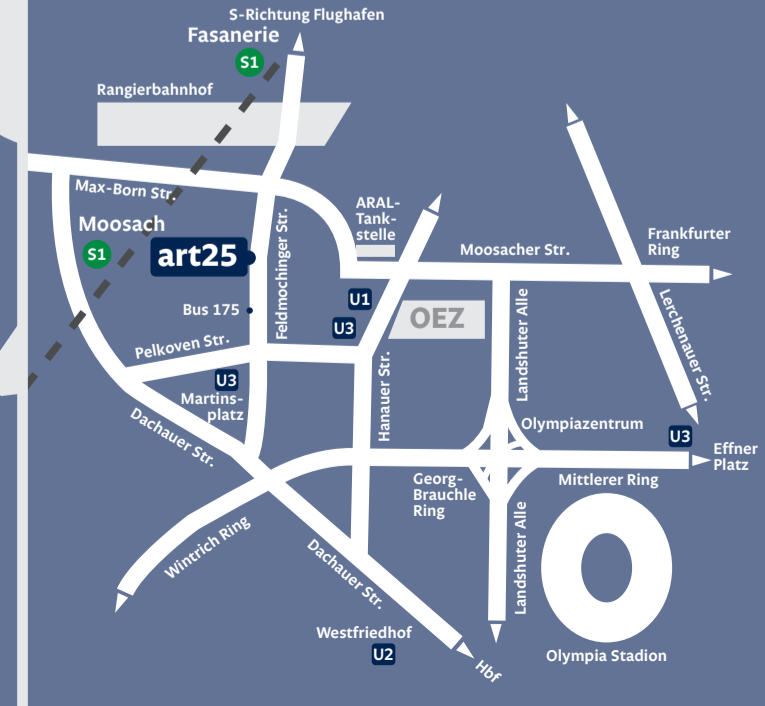 S-Richtung Flughafen
Fasanerie
S1
Rangierbahnhof
Max-Born Str.
Moosach
S1
art25
Feldmochinger Str.
ARAL-
Tank-
stelle
Moosacher Str.
Frankfurter
Ring
Bus 175
U1
U3
OEZ
Landshuter Alle
Lerchenauer Str.
Pelkoven Str.
U3
Martins-
platz
Hanauer Str.
Dachauer Str.
Olympiazentrum
U3
Effner
Platz
Georg-
Brauchle
Ring
Mittlerer Ring
Wintrich Ring
Dachauer Str.
Landshuter Alle
Westfriedhof
U2
Hbf
Olympia Stadion